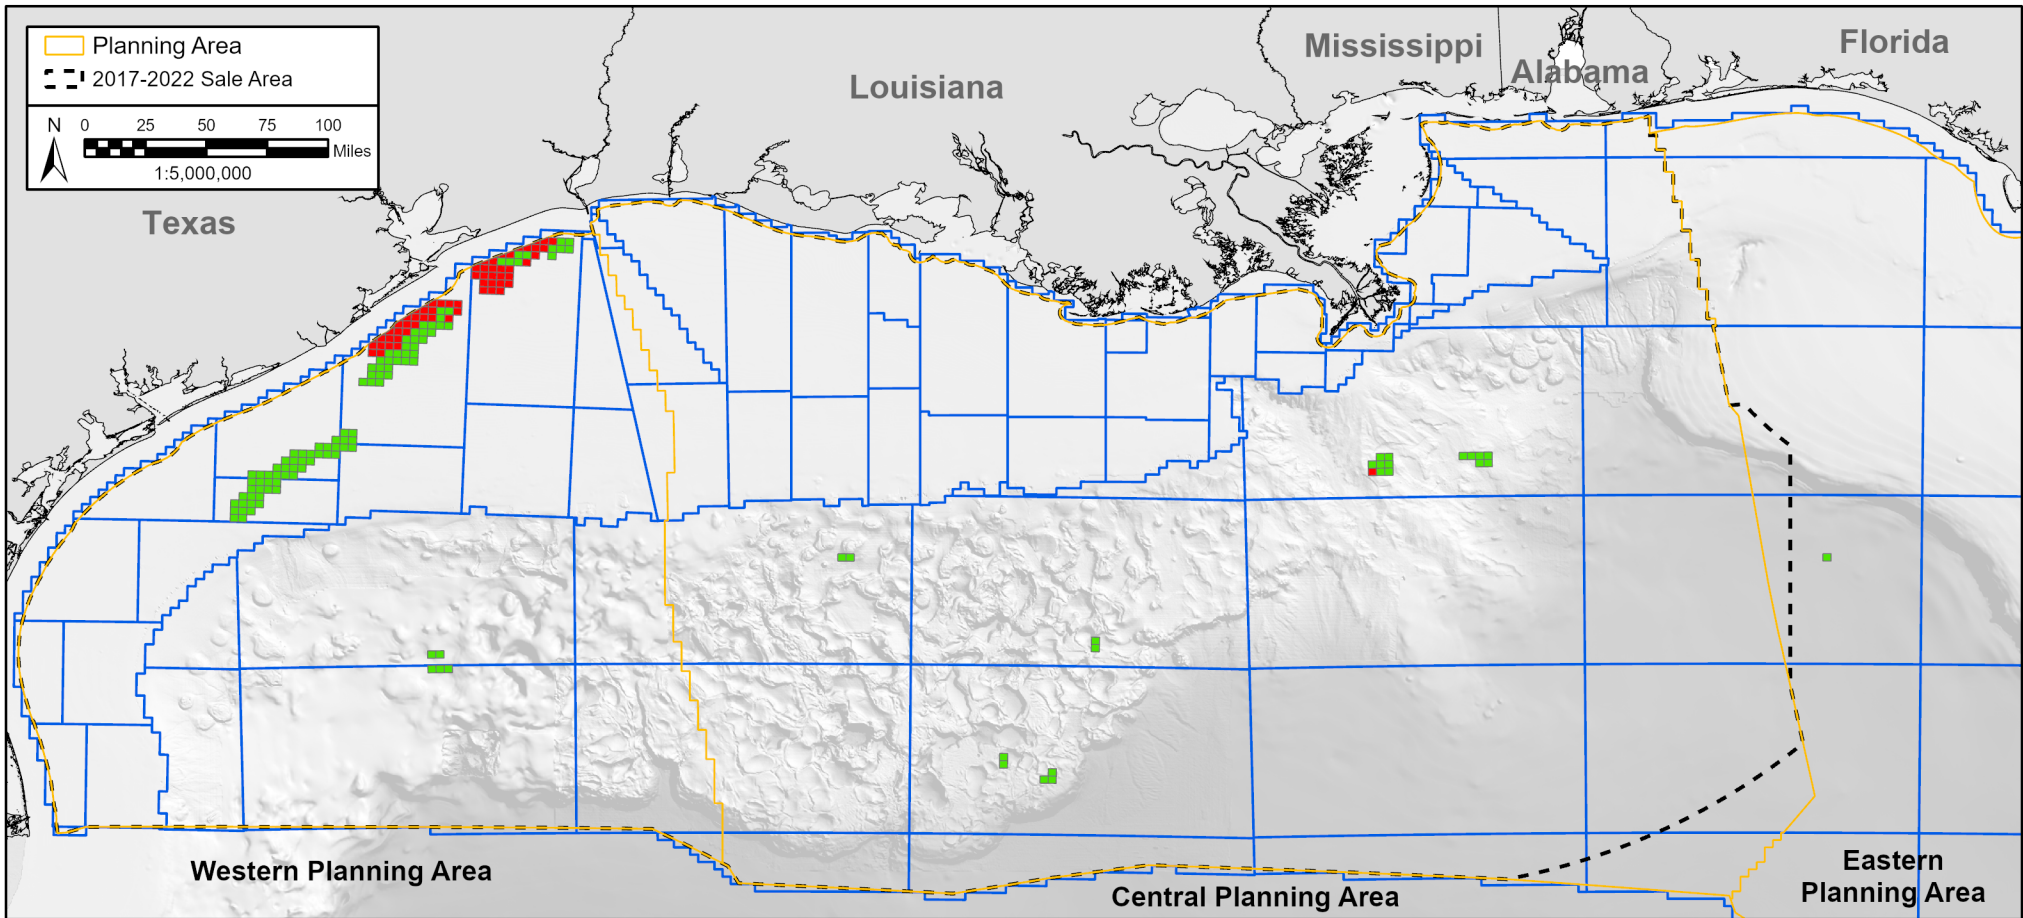 Planning Area
2017-2022 Sale Area
N
0 25 50 75 100
Miles
1:5,000,000
Texas
Louisiana
Mississippi
Alabama
Florida
Western Planning Area
Central Planning Area
Eastern
Planning Area